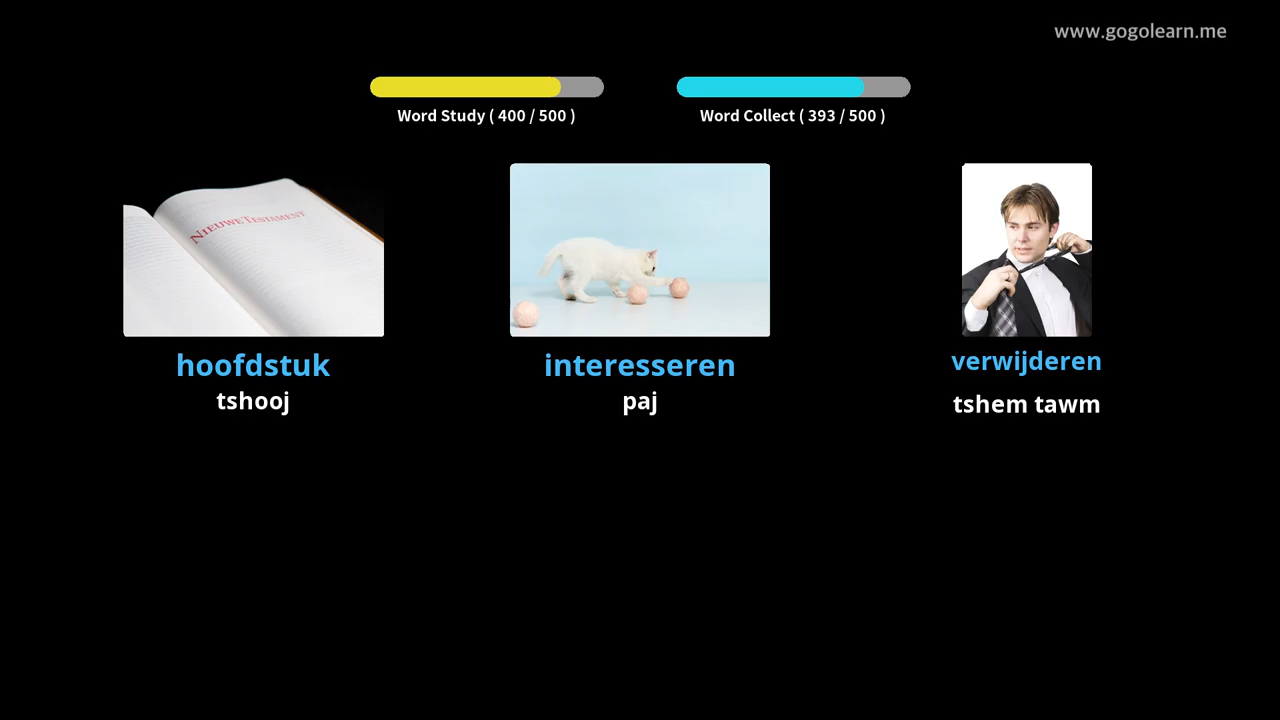 www.gogolearn.me
Word Study ( 400 / 500 )
Word Collect ( 393 / 500 )
NIEUWE TESTAMENT
hoofdstuk
interesseren
verwijderen
tshooj
paj
tshem tawm